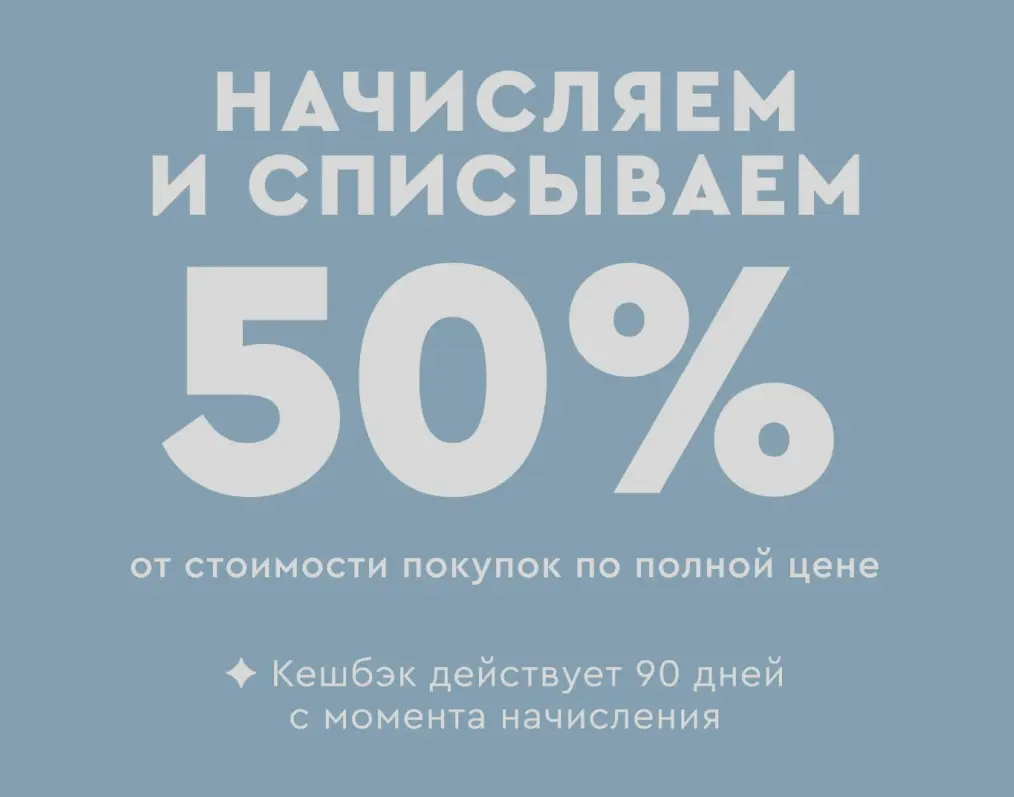 НАЧИСЛЯЕМ
И СПИСЫВАЕМ
50%
от стоимости покупок по полной цене
✦ Кешбэк действует 90 дней
с момента начисления